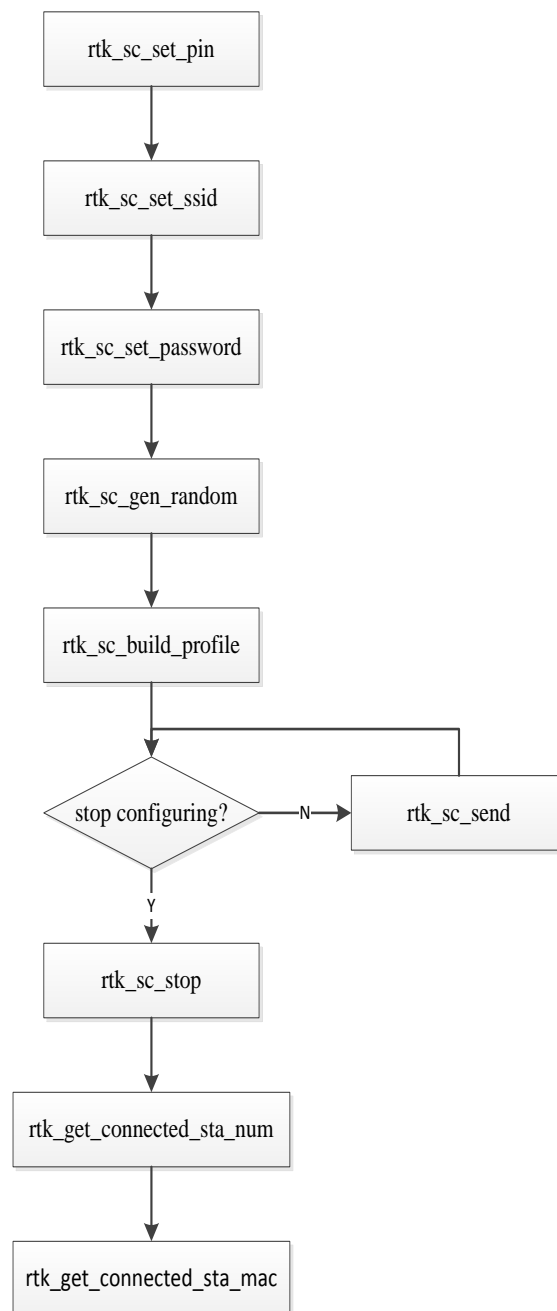 rtk_sc_set_pin
rtk_sc_set_ssid
rtk_sc_set_password
rtk_sc_gen_random
rtk_sc_build_profile
stop configuring?
N
rtk_sc_send
Y
rtk_sc_stop
rtk_get_connected_sta_num
rtk_get_connected_sta_mac